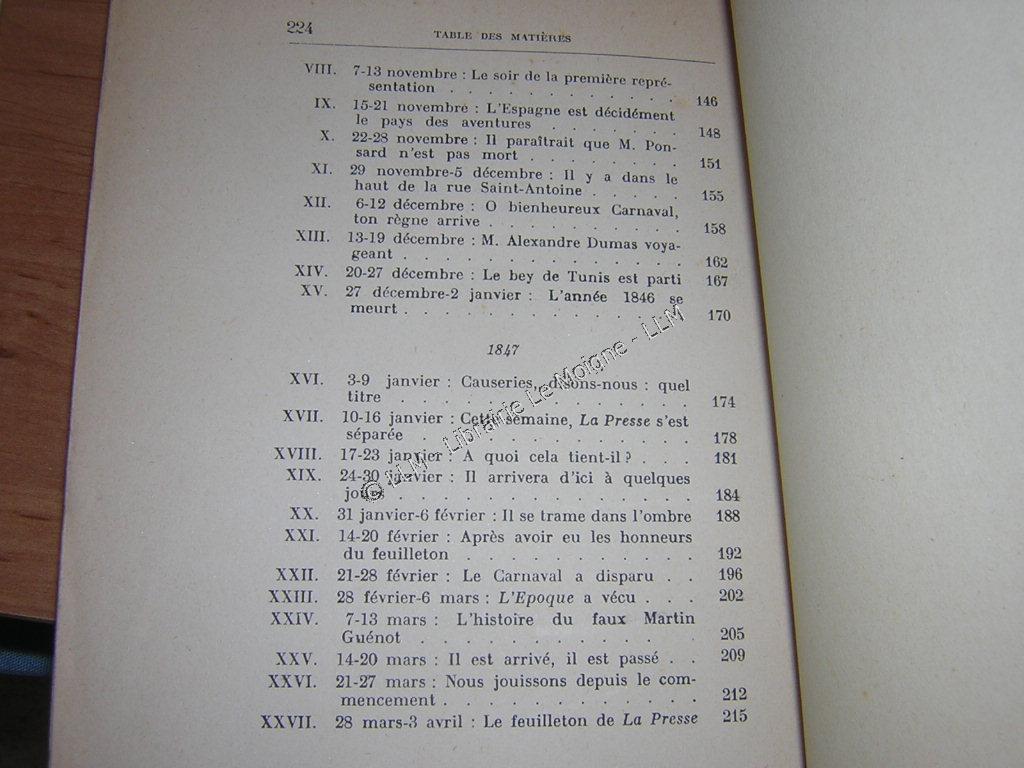 224
TABLE DES MATIÈRES
VIII. 7-13 novembre : Le soir de la première repré-
sentation . . . . . . . . . . . . 146
IX. 15-21 novembre : L'Espagne est décidément
le pays des aventures . . . . . . . 148
X. 22-28 novembre : Il paraîtrait que M. Pon-
sard n'est pas mort . . . . . . . . 151
XI. 29 novembre-5 décembre : Il y a dans le
haut de la rue Saint-Antoine . . . . . 155
XII. 6-12 décembre : O bienheureux Carnaval,
ton règne arrive . . . . . . . . . . 158
XIII. 13-19 décembre : M. Alexandre Dumas voya-
geant . . . . . . . . . . . . . . 162
XIV. 20-27 décembre : Le bey de Tunis est parti 167
XV. 27 décembre-2 janvier : L'année 1846 se
meurt . . . . . . . . . . . . . . 170
1847
XVI. 3-9 janvier : Causeries, disons-nous : quel
titre . . . . . . . . . . . . . . 174
XVII. 10-16 janvier : Cette semaine, La Presse s'est
séparée . . . . . . . . . . . . . 178
XVIII. 17-23 janvier : A quoi cela tient-il ? . . . 181
XIX. 24-30 janvier : Il arrivera d'ici à quelques
jours . . . . . . . . . . . . . . 184
XX. 31 janvier-6 février : Il se trame dans l'ombre 188
XXI. 14-20 février : Après avoir eu les honneurs
du feuilleton . . . . . . . . . . . 192
XXII. 21-28 février : Le Carnaval a disparu . . 196
XXIII. 28 février-6 mars : L'Epoque a vécu . . . 202
XXIV. 7-13 mars : L'histoire du faux Martin
Guénot . . . . . . . . . . . . . 205
XXV. 14-20 mars : Il est arrivé, il est passé . . 209
XXVI. 21-27 mars : Nous jouissons depuis le com-
mencement . . . . . . . . . . . . 212
XXVII. 28 mars-3 avril : Le feuilleton de La Presse 215
© LLM - Librairie Le Moigne - LLM